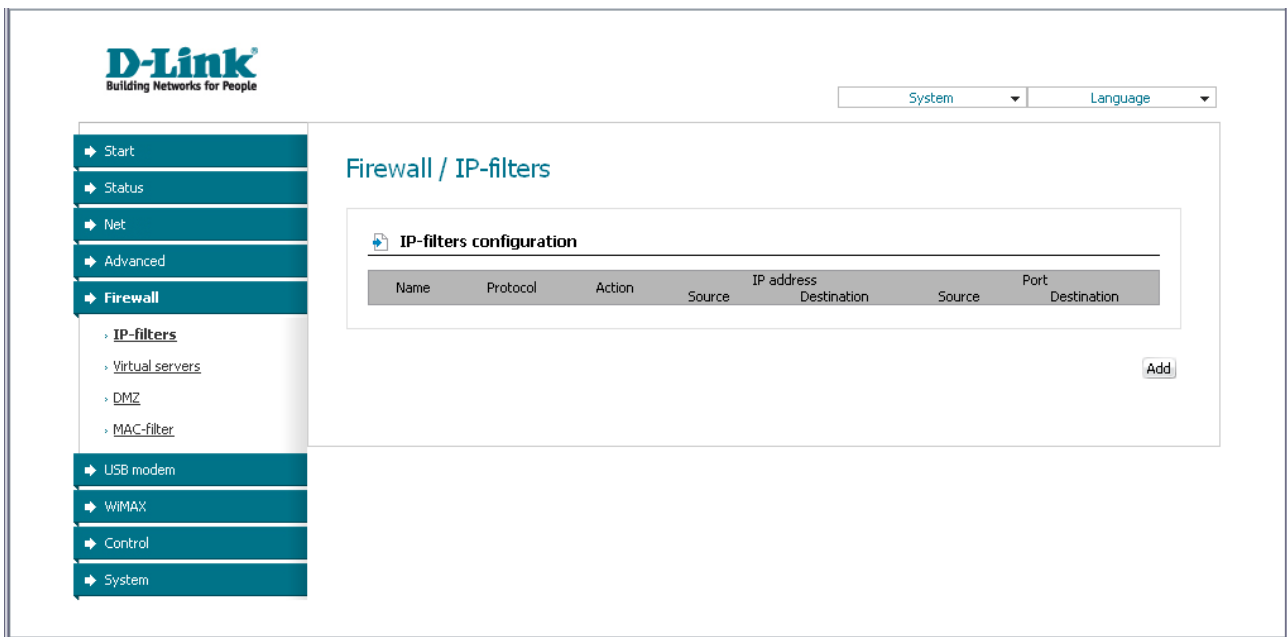 D-Link®
Building Networks for People
System Language
Start
Status
Net
Advanced
Firewall
IP-filters
Virtual servers
DMZ
MAC-filter
USB modem
WiMAX
Control
System
Firewall / IP-filters
IP-filters configuration
Name Protocol Action IP address Port
Source Destination Source Destination
Add